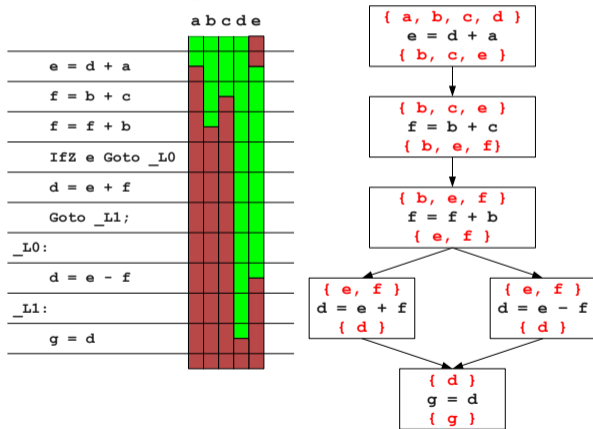 a b c d e
e = d + a
f = b + c
f = f + b
IfZ e Goto _L0
d = e + f
Goto _L1;
_L0:
d = e - f
_L1:
g = d
{ a, b, c, d }
e = d + a
{ b, c, e }
{ b, c, e }
f = b + c
{ b, e, f}
{ b, e, f }
f = f + b
{ e, f }
{ e, f }
d = e + f
{ d }
{ e, f }
d = e - f
{ d }
{ d }
g = d
{ g }